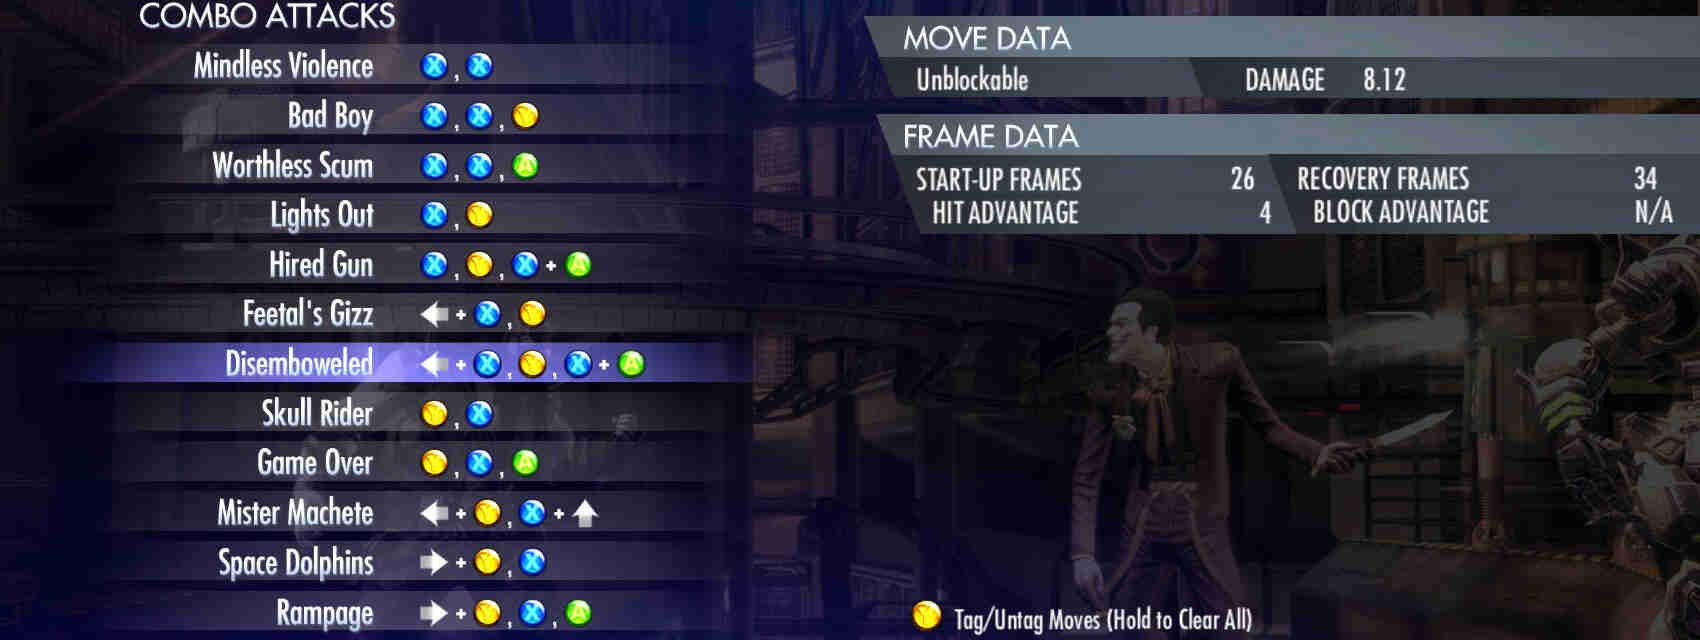 COMBO ATTACKS
Mindless Violence X , X
Bad Boy X , X , Y
Worthless Scum X , X , A
Lights Out X , Y
Hired Gun X , Y , X + A
Feetal's Gizz + X , Y
Disemboweled + X , Y , X + A
Skull Rider Y , X
Game Over Y , X , A
Mister Machete + Y , X +
Space Dolphins + Y , X
Rampage + Y , X , A
MOVE DATA
Unblockable DAMAGE 8.12
FRAME DATA
START-UP FRAMES 26 RECOVERY FRAMES 34
HIT ADVANTAGE 4 BLOCK ADVANTAGE N/A
Y Tag/Untag Moves (Hold to Clear All)